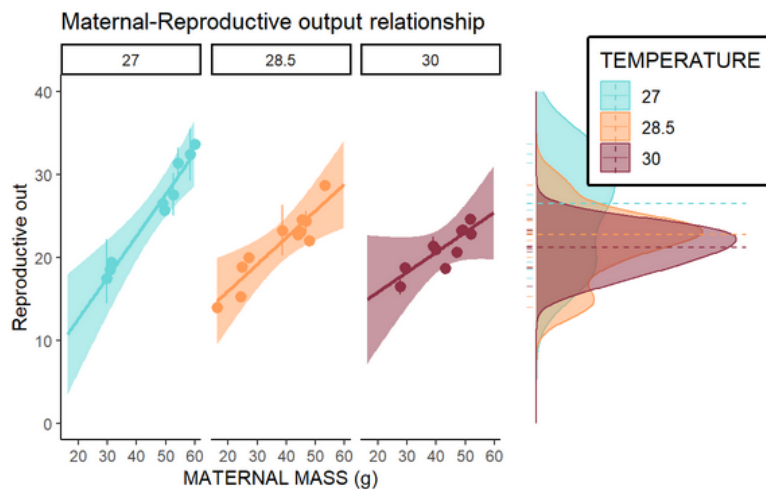 Maternal-Reproductive output relationship
27 28.5 30
TEMPERATURE
27
28.5
30
Reproductive out
40
30
20
10
0
20 30 40 50 60 20 30 40 50 60 20 30 40 50 60
MATERNAL MASS (g)